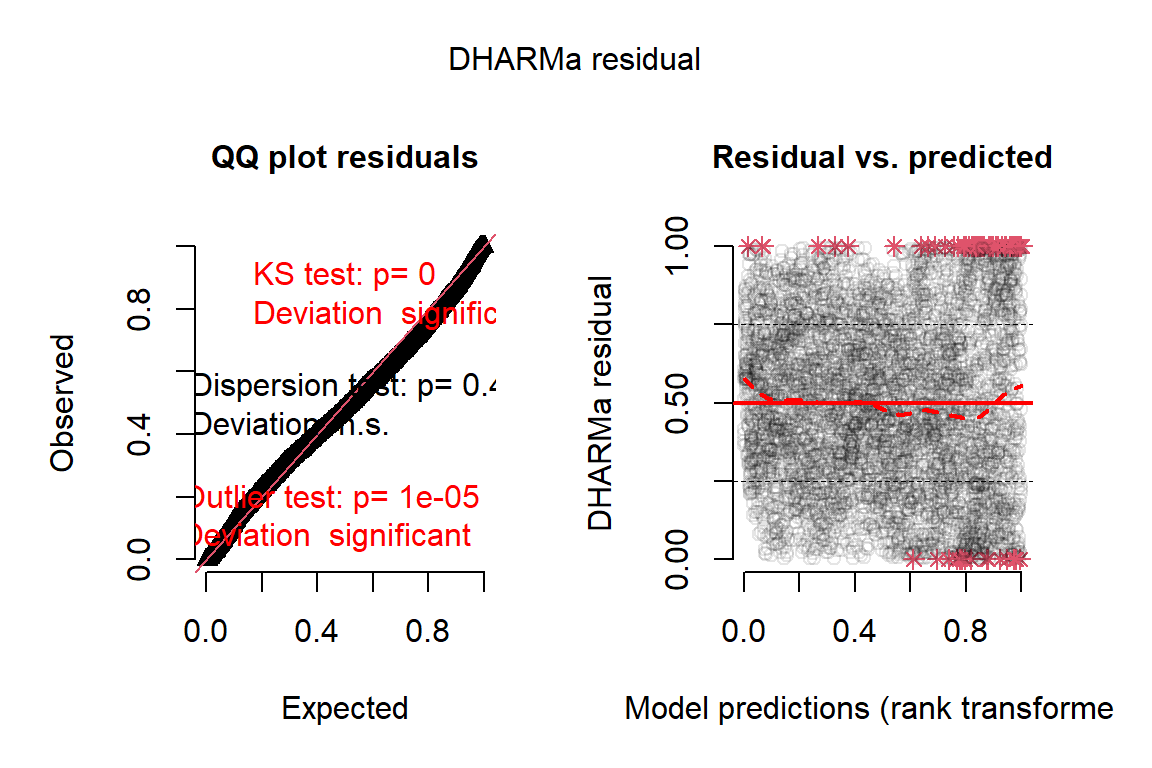 DHARMa residual
QQ plot residuals
KS test: p= 0
Deviation  signific
Dispersion test: p= 0.4
Deviation n.s.
Outlier test: p= 1e-05
Deviation  significant
Observed
0.0
0.4
0.8
0.0 0.4 0.8
Expected
Residual vs. predicted
DHARMa residual
0.00
0.50
1.00
0.0 0.4 0.8
Model predictions (rank transforme